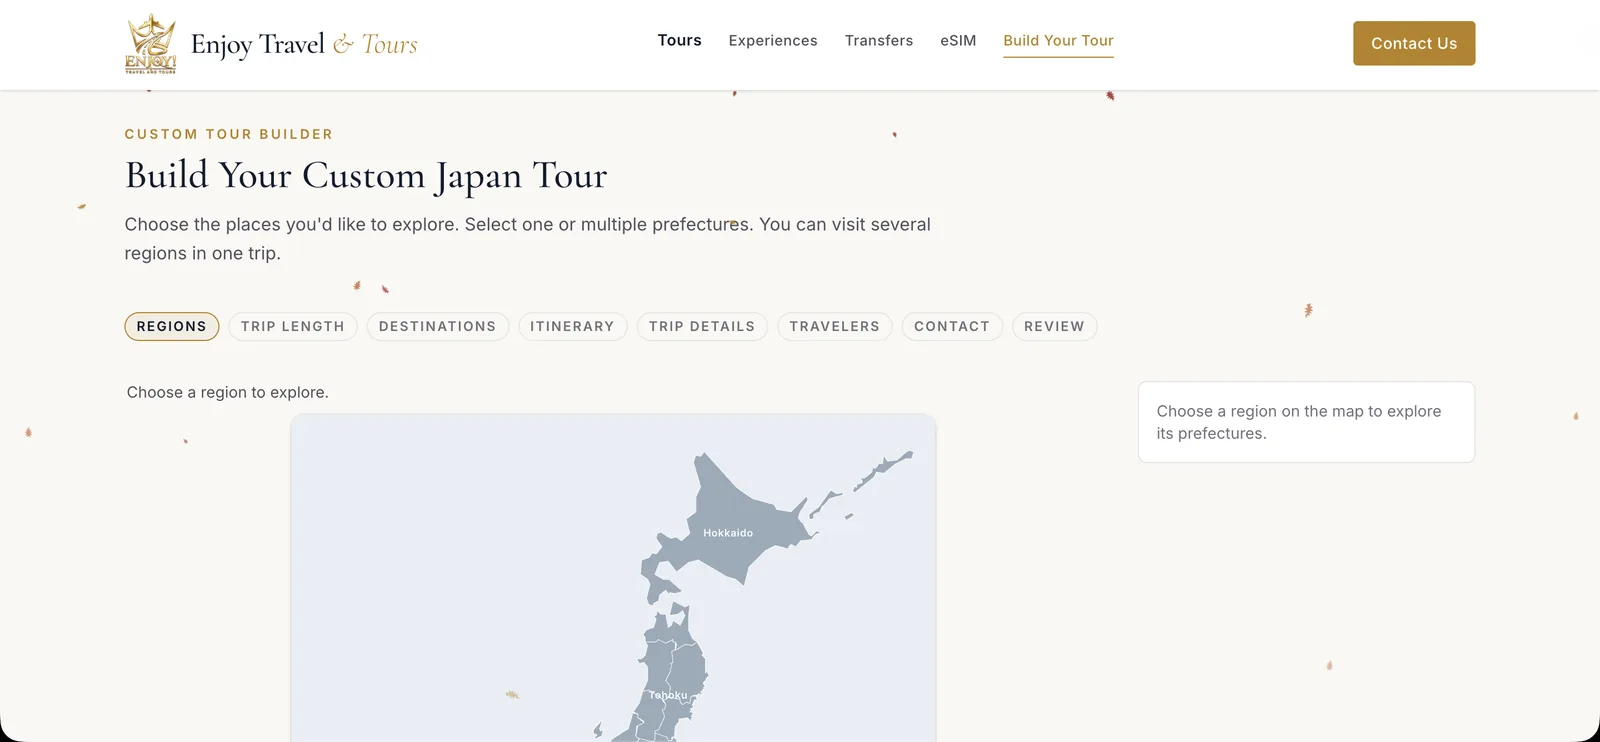 ENJOY!
TRAVEL AND TOURS
Enjoy Travel & Tours
Tours
Experiences
Transfers
eSIM
Build Your Tour
Contact Us
CUSTOM TOUR BUILDER
Build Your Custom Japan Tour
Choose the places you'd like to explore. Select one or multiple prefectures. You can visit several
regions in one trip.
REGIONS
TRIP LENGTH
DESTINATIONS
ITINERARY
TRIP DETAILS
TRAVELERS
CONTACT
REVIEW
Choose a region to explore.
Choose a region on the map to explore
its prefectures.
Hokkaido
Tohoku